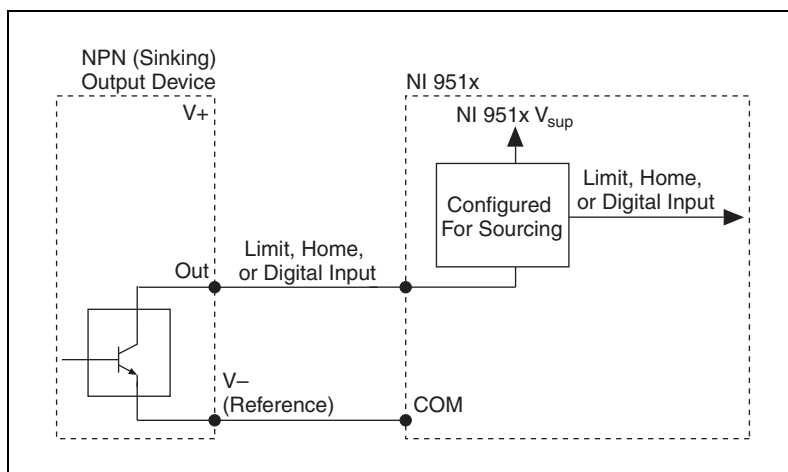 NPN (Sinking)
Output Device
V+
NI 951x
NI 951x Vsup
Configured
For Sourcing
Limit, Home,
or Digital Input
Limit, Home,
or Digital Input
Out
V–
(Reference)
COM